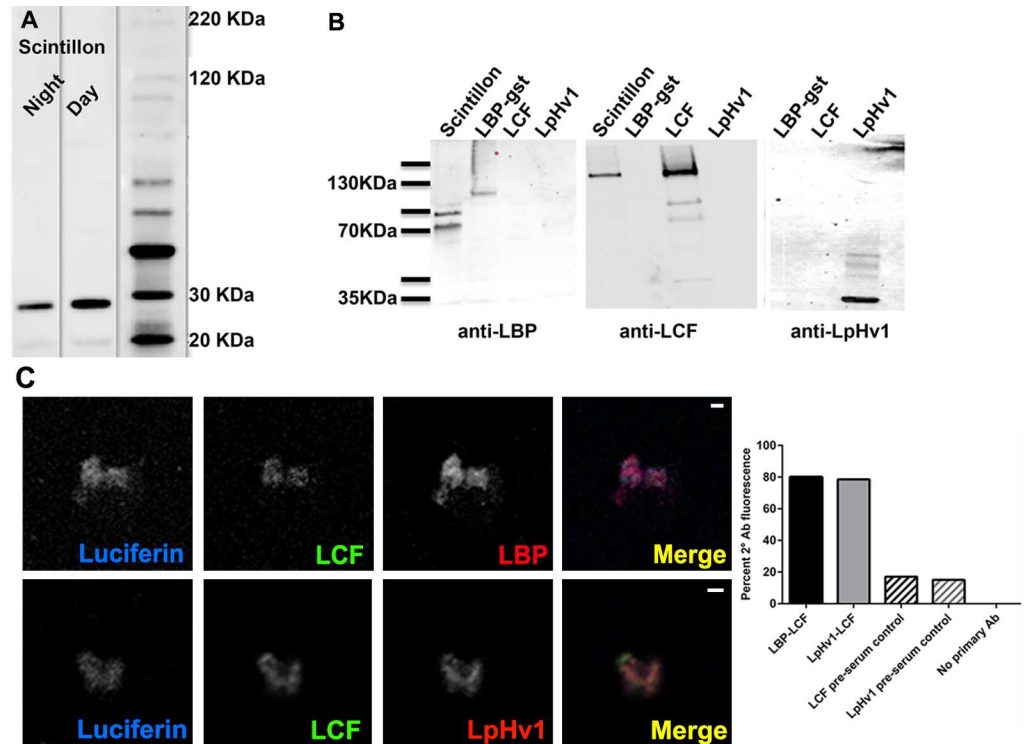 A
Scintillon
Night
Day
220 KDa
120 KDa
30 KDa
20 KDa
B
Scintillon
LBP-gst
LCF
LpHv1
Scintillon
LBP-gst
LCF
LpHv1
LBP-gst
LCF
LpHv1
130KDa
70KDa
35KDa
anti-LBP
anti-LCF
anti-LpHv1
C
Luciferin
LCF
LBP
Merge
Luciferin
LCF
LpHv1
Merge
Percent 2° Ab fluorescence
100
80
60
40
20
0
LBP-LCF
LpHv1-LCF
LCF pre-serum control
LpHv1 pre-serum control
No primary Ab